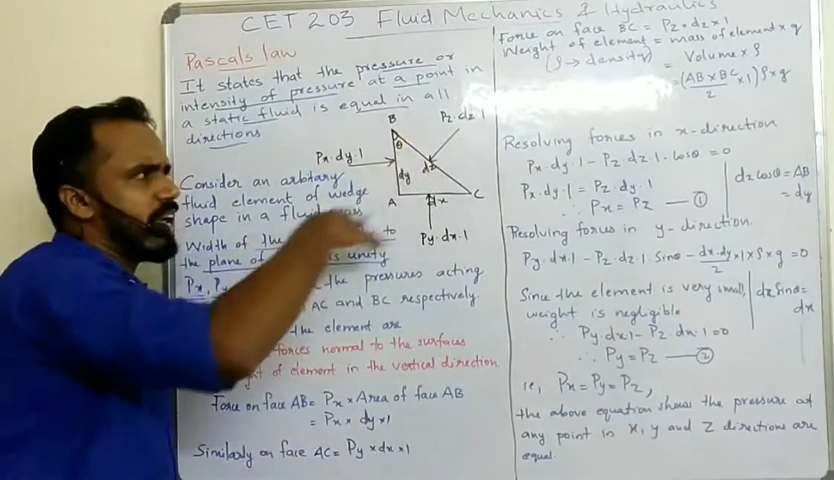 CET 203 Fluid Mechanics & Hydraulics
Pascals law
It states that the pressure or
intensity of pressure at a point in
a static fluid is equal in all
directions.
B
Pz.dz.1
θ
Px.dy.1
dy
dz
A
dx
C
Py.dx.1
Consider an arbitary
fluid element of wedge
shape in a fluid mass
Width of the to
the plane of is unity
Px, Py the pressures acting
AC and BC respectively.
the element are
forces normal to the surfaces
of element in the vertical direction
Force on face AB = Px × Area of face AB
= Px × dy × 1
Similarly on face AC = Py × dx × 1
Force on face BC = Pz × dz × 1
Weight of element = mass of element × g
(ρ → density) = Volume × ρ
= (AB × BC/2 × 1) ρ × g
Resolving forces in x-direction
Px.dy.1 - Pz.dz.1.cosθ = 0
Px.dy.1 = Pz.dy.1
∴ Px = Pz — ①
dz cosθ = AB
= dy
Resolving forces in y-direction.
Py.dx.1 - Pz.dz.1 sinθ - dx.dy/2 × 1 × ρ × g = 0
Since the element is very small,
weight is negligible
∴ Py.dx.1 - Pz.dx.1 = 0
∴ Py = Pz — ②
dz sinθ =
dx
ie, Px = Py = Pz,
the above equation shows the pressure at
any point in x, y and z directions are
equal.